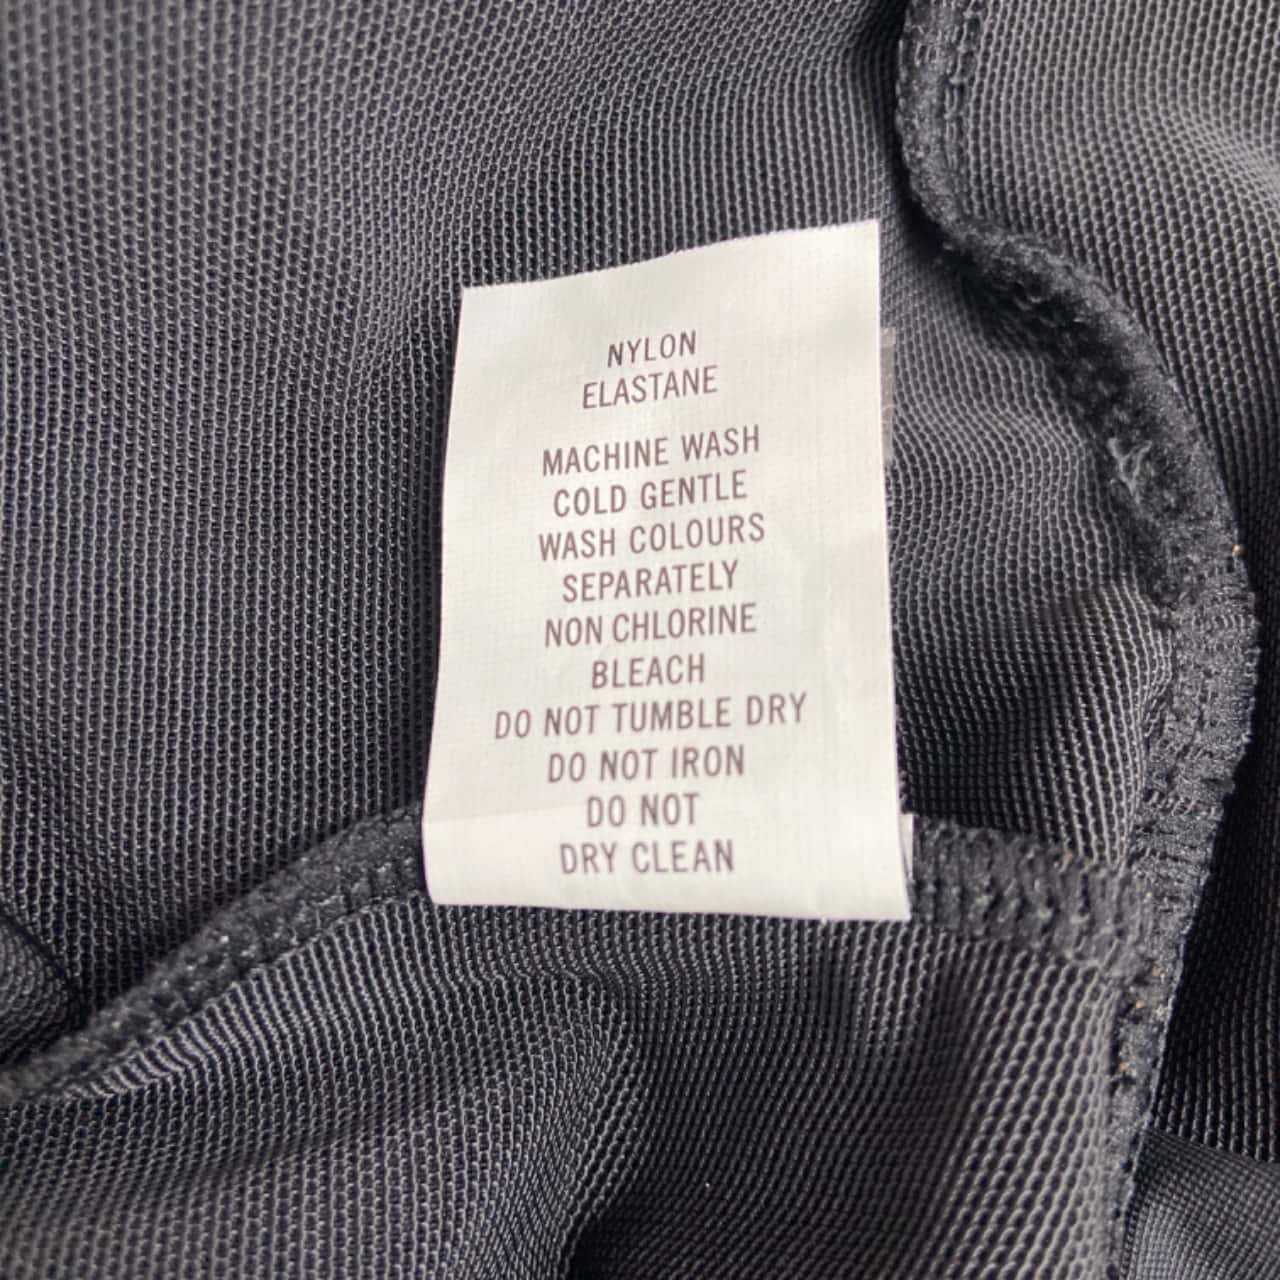 NYLON
ELASTANE
MACHINE WASH
COLD GENTLE
WASH COLOURS
SEPARATELY
NON CHLORINE
BLEACH
DO NOT TUMBLE DRY
DO NOT IRON
DO NOT
DRY CLEAN